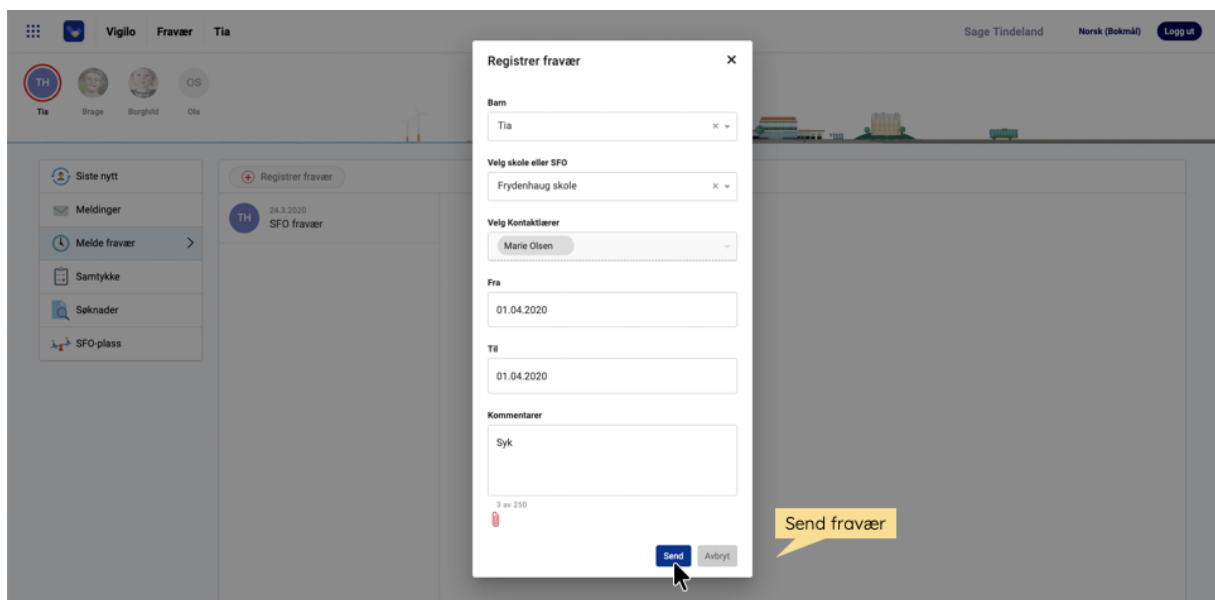 Vigilo Fravær Tia
Sage Tindeland Norsk (Bokmål) Logg ut
TH OS
Tia Brage Borghild Ola
Siste nytt
Meldinger
Melde fravær
Samtykke
Søknader
SFO-plass
Registrer fravær
TH
24.3.2020
SFO fravær
Registrer fravær
Barn
Tia
Velg skole eller SFO
Frydenhaug skole
Velg Kontaktlærer
Marie Olsen
Fra
01.04.2020
Til
01.04.2020
Kommentarer
Syk
3 av 250
Send Avbryt
Send fravær